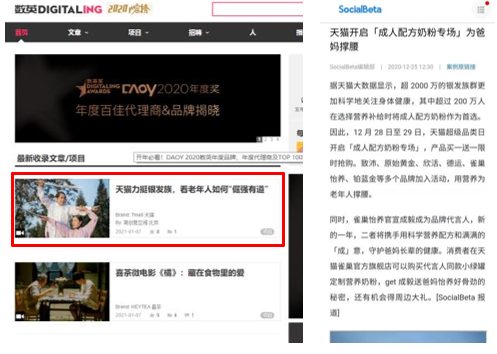 数英DIGITALING 2020
SocialBeta
首页 文章 项目 招聘 人
数英奖
DIGITALING AWARDS
DAOY 2020年度奖
年度百佳代理商&品牌揭晓
最新收录文章/项目
开年必看！DAOY 2020数英年度品牌、年度代理商及TOP 100
天猫力挺银发族，看老年人如何“倔强有道”
Brand Tmall 天猫
2021-01-07
喜茶微电影《橘》：藏在食物里的爱
Brand HEYTEA 喜茶
2021-01-07
天猫开启「成人配方奶粉专场」为爸妈撑腰
SocialBeta编辑部 | 2020-12-25 12:30 | 案例原链接
据天猫大数据显示，超 2000 万的银发族群更
加科学地关注身体健康，其中超过 200 万人
在选择营养补给时将成人配方奶粉作为首选。
因此，12 月 28 日至 29 日，天猫超级品类日
开启「成人配方奶粉专场」，产品买一送一限
时抢购。敖沛、原始黄金、欣活、德运、雀巢
怡养、铂蓝金等多个品牌加入活动，用营养为
老年人撑腰。
同时，雀巢怡养官宣成毅成为品牌代言人，新
的一年，二者将携手用科学营养配方和满满的
「成」意，守护爸妈长辈的健康。消费者在天
猫雀巢官方旗舰店可以购买代言人同款小绿罐
定制营养奶粉，get 成毅送爸妈养好骨劲的
秘密，还有机会得周边大礼。[SocialBeta 报
道]